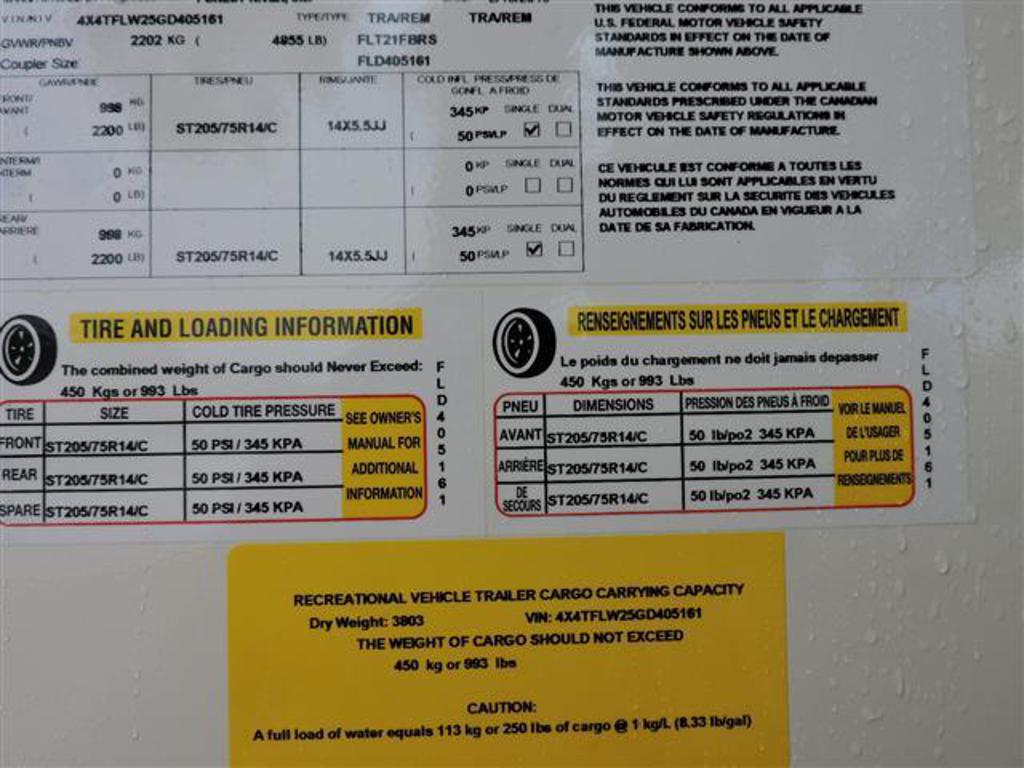 V.I.N./N.I.V 4X4TFLW25GD405161 TYPE/TYPE TRA/REM TRA/REM
GVWR/PNBV 2202 KG ( 4855 LB) FLT21FBRS
Coupler Size: FLD405161
GAWR/PNBE TIRES/PNEU RIMS/JANTE COLD INFL. PRESS/PRESS DE GONFL. A FROID
FRONT/ AVANT 998 KG 345 KP SINGLE DUAL
( 2200 LB) ST205/75R14/C 14X5.5JJ ( 50 PSI/LP
INTERM/ INTERM 0 KG 0 KP SINGLE DUAL
( 0 LB) ( 0 PSI/LP
REAR/ ARRIERE 998 KG 345 KP SINGLE DUAL
( 2200 LB) ST205/75R14/C 14X5.5JJ ( 50 PSI/LP
THIS VEHICLE CONFORMS TO ALL APPLICABLE
U.S. FEDERAL MOTOR VEHICLE SAFETY
STANDARDS IN EFFECT ON THE DATE OF
MANUFACTURE SHOWN ABOVE.
THIS VEHICLE CONFORMS TO ALL APPLICABLE
STANDARDS PRESCRIBED UNDER THE CANADIAN
MOTOR VEHICLE SAFETY REGULATIONS IN
EFFECT ON THE DATE OF MANUFACTURE.
CE VEHICULE EST CONFORME A TOUTES LES
NORMES QUI LUI SONT APPLICABLES EN VERTU
DU REGLEMENT SUR LA SECURITE DES VEHICULES
AUTOMOBILES DU CANADA EN VIGUEUR A LA
DATE DE SA FABRICATION.
TIRE AND LOADING INFORMATION
The combined weight of Cargo should Never Exceed:
450 Kgs or 993 Lbs
TIRE SIZE COLD TIRE PRESSURE
FRONT ST205/75R14/C 50 PSI / 345 KPA
REAR ST205/75R14/C 50 PSI / 345 KPA
SPARE ST205/75R14/C 50 PSI / 345 KPA
SEE OWNER'S
MANUAL FOR
ADDITIONAL
INFORMATION
FLD405161
RENSEIGNEMENTS SUR LES PNEUS ET LE CHARGEMENT
Le poids du chargement ne doit jamais depasser
450 Kgs or 993 Lbs
PNEU DIMENSIONS PRESSION DES PNEUS À FROID
AVANT ST205/75R14/C 50 lb/po2 345 KPA
ARRIÈRE ST205/75R14/C 50 lb/po2 345 KPA
DE SECOURS ST205/75R14/C 50 lb/po2 345 KPA
VOIR LE MANUEL
DE L'USAGER
POUR PLUS DE
RENSEIGNEMENTS
FLD405161
RECREATIONAL VEHICLE TRAILER CARGO CARRYING CAPACITY
Dry Weight: 3803 VIN: 4X4TFLW25GD405161
THE WEIGHT OF CARGO SHOULD NOT EXCEED
450 kg or 993 lbs
CAUTION:
A full load of water equals 113 kg or 250 lbs of cargo @ 1 kg/L (8.33 lb/gal)